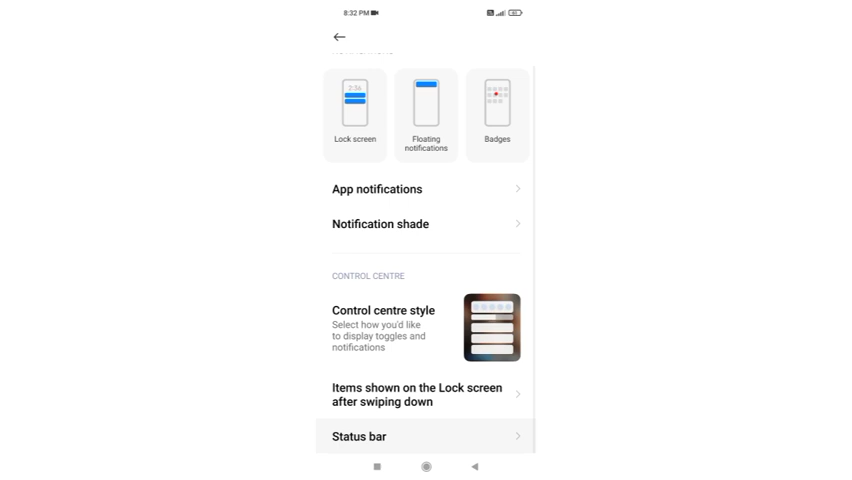 8:32 PM
Lock screen
Floating
notifications
Badges
App notifications
Notification shade
CONTROL CENTRE
Control centre style
Select how you'd like
to display toggles and
notifications
Items shown on the Lock screen
after swiping down
Status bar